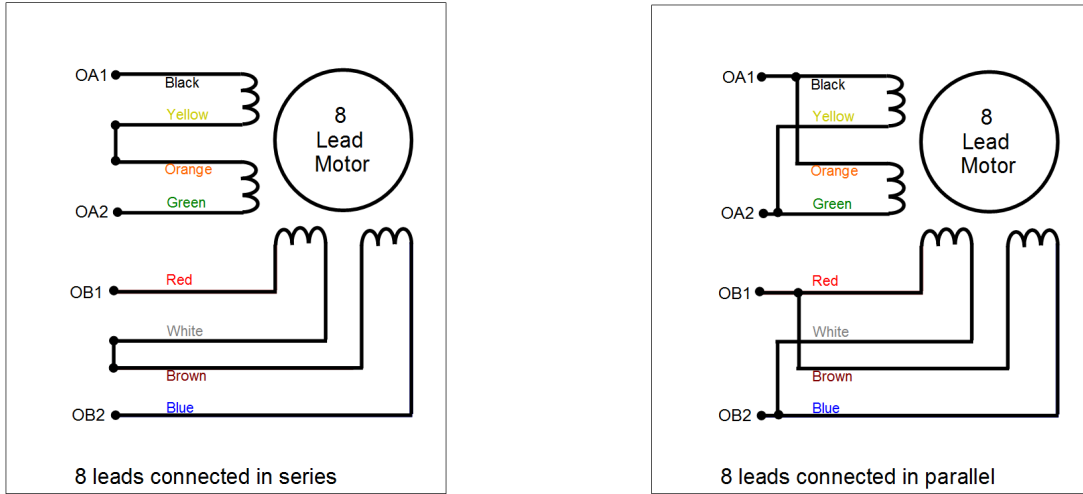 OA1
Black
Yellow
Orange
Green
OA2
8
Lead
Motor
OB1
Red
White
Brown
OB2
Blue
8 leads connected in series
OA1
Black
Yellow
Orange
Green
OA2
8
Lead
Motor
OB1
Red
White
Brown
OB2
Blue
8 leads connected in parallel